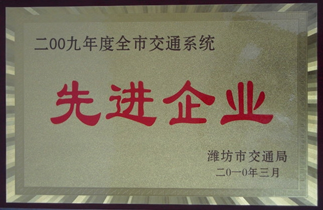 二00九年度全市交通系统
先进企业
潍坊市交通局
二0一0年三月